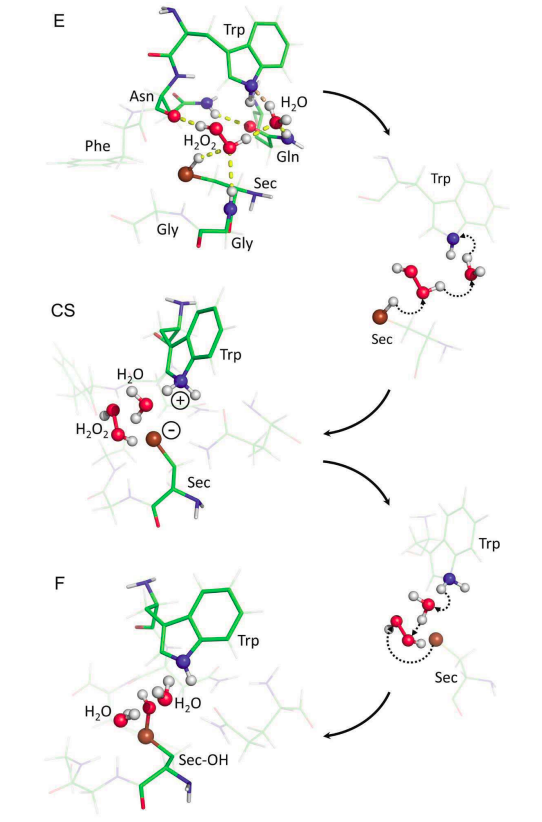 E
Trp
Asn
H₂O
Phe
H₂O₂
Gln
Sec
Gly
Gly
Trp
Sec
CS
Trp
H₂O
+
H₂O₂
-
Sec
Trp
Sec
F
Trp
H₂O
H₂O
Sec-OH